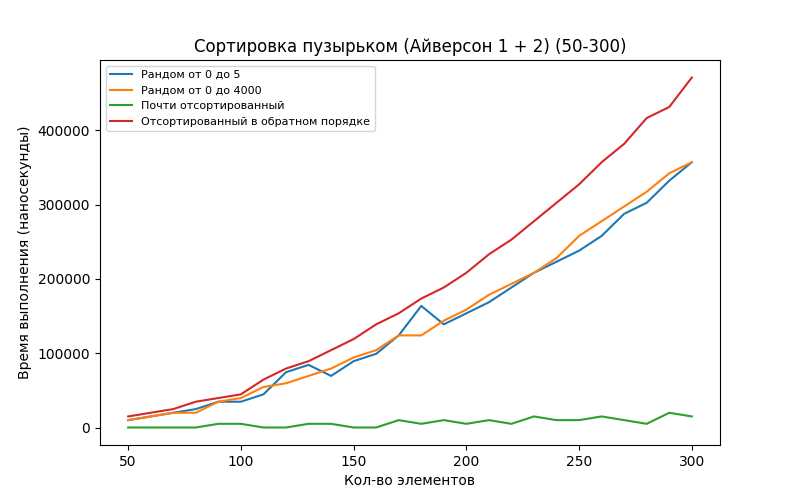 Сортировка пузырьком (Айверсон 1 + 2) (50-300)
Рандом от 0 до 5
Рандом от 0 до 4000
Почти отсортированный
Отсортированный в обратном порядке
Время выполнения (наносекунды)
400000
300000
200000
100000
0
50 100 150 200 250 300
Кол-во элементов